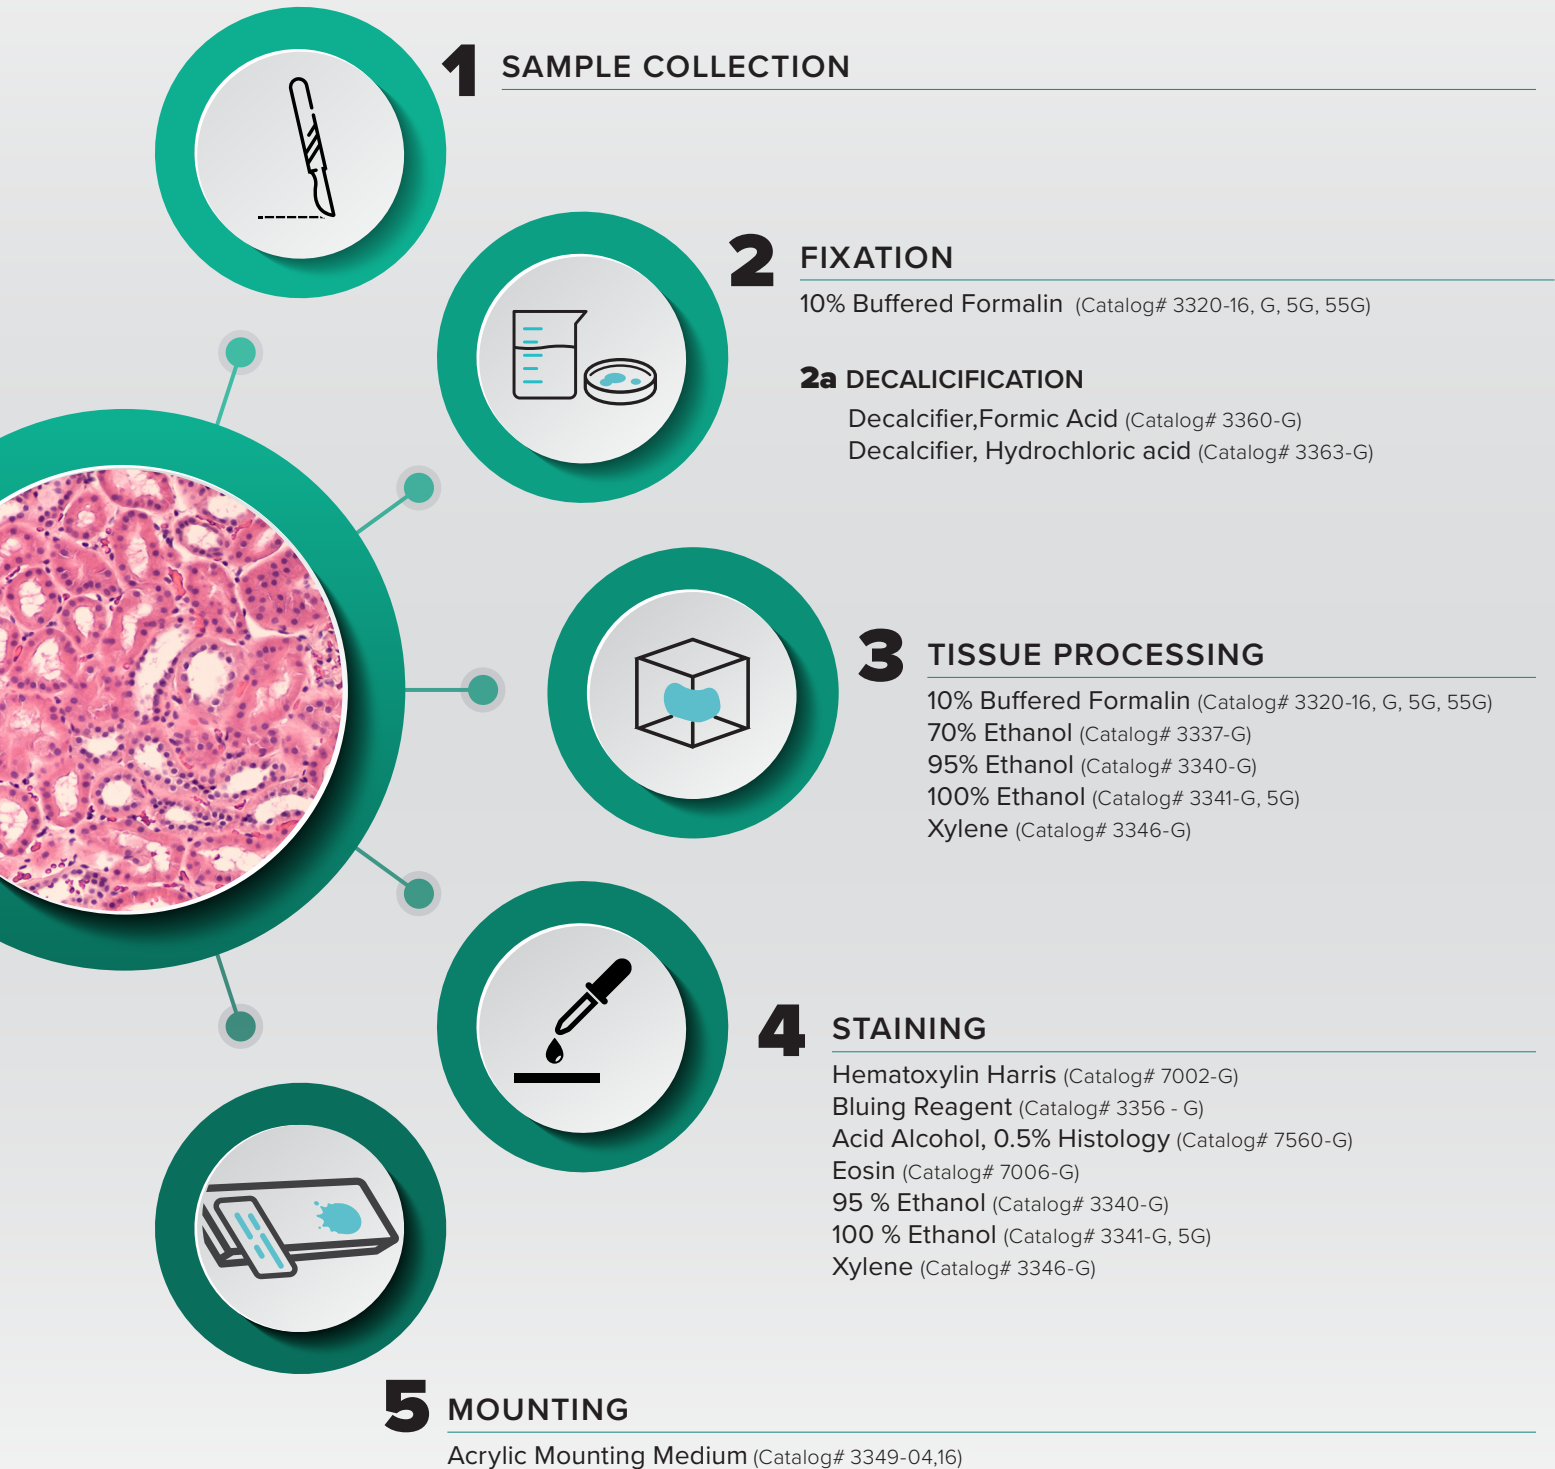 1 SAMPLE COLLECTION
2 FIXATION
10% Buffered Formalin (Catalog# 3320-16, G, 5G, 55G)
2a DECALICIFICATION
Decalcifier,Formic Acid (Catalog# 3360-G)
Decalcifier, Hydrochloric acid (Catalog# 3363-G)
3 TISSUE PROCESSING
10% Buffered Formalin (Catalog# 3320-16, G, 5G, 55G)
70% Ethanol (Catalog# 3337-G)
95% Ethanol (Catalog# 3340-G)
100% Ethanol (Catalog# 3341-G, 5G)
Xylene (Catalog# 3346-G)
4 STAINING
Hematoxylin Harris (Catalog# 7002-G)
Bluing Reagent (Catalog# 3356 - G)
Acid Alcohol, 0.5% Histology (Catalog# 7560-G)
Eosin (Catalog# 7006-G)
95 % Ethanol (Catalog# 3340-G)
100 % Ethanol (Catalog# 3341-G, 5G)
Xylene (Catalog# 3346-G)
5 MOUNTING
Acrylic Mounting Medium (Catalog# 3349-04,16)